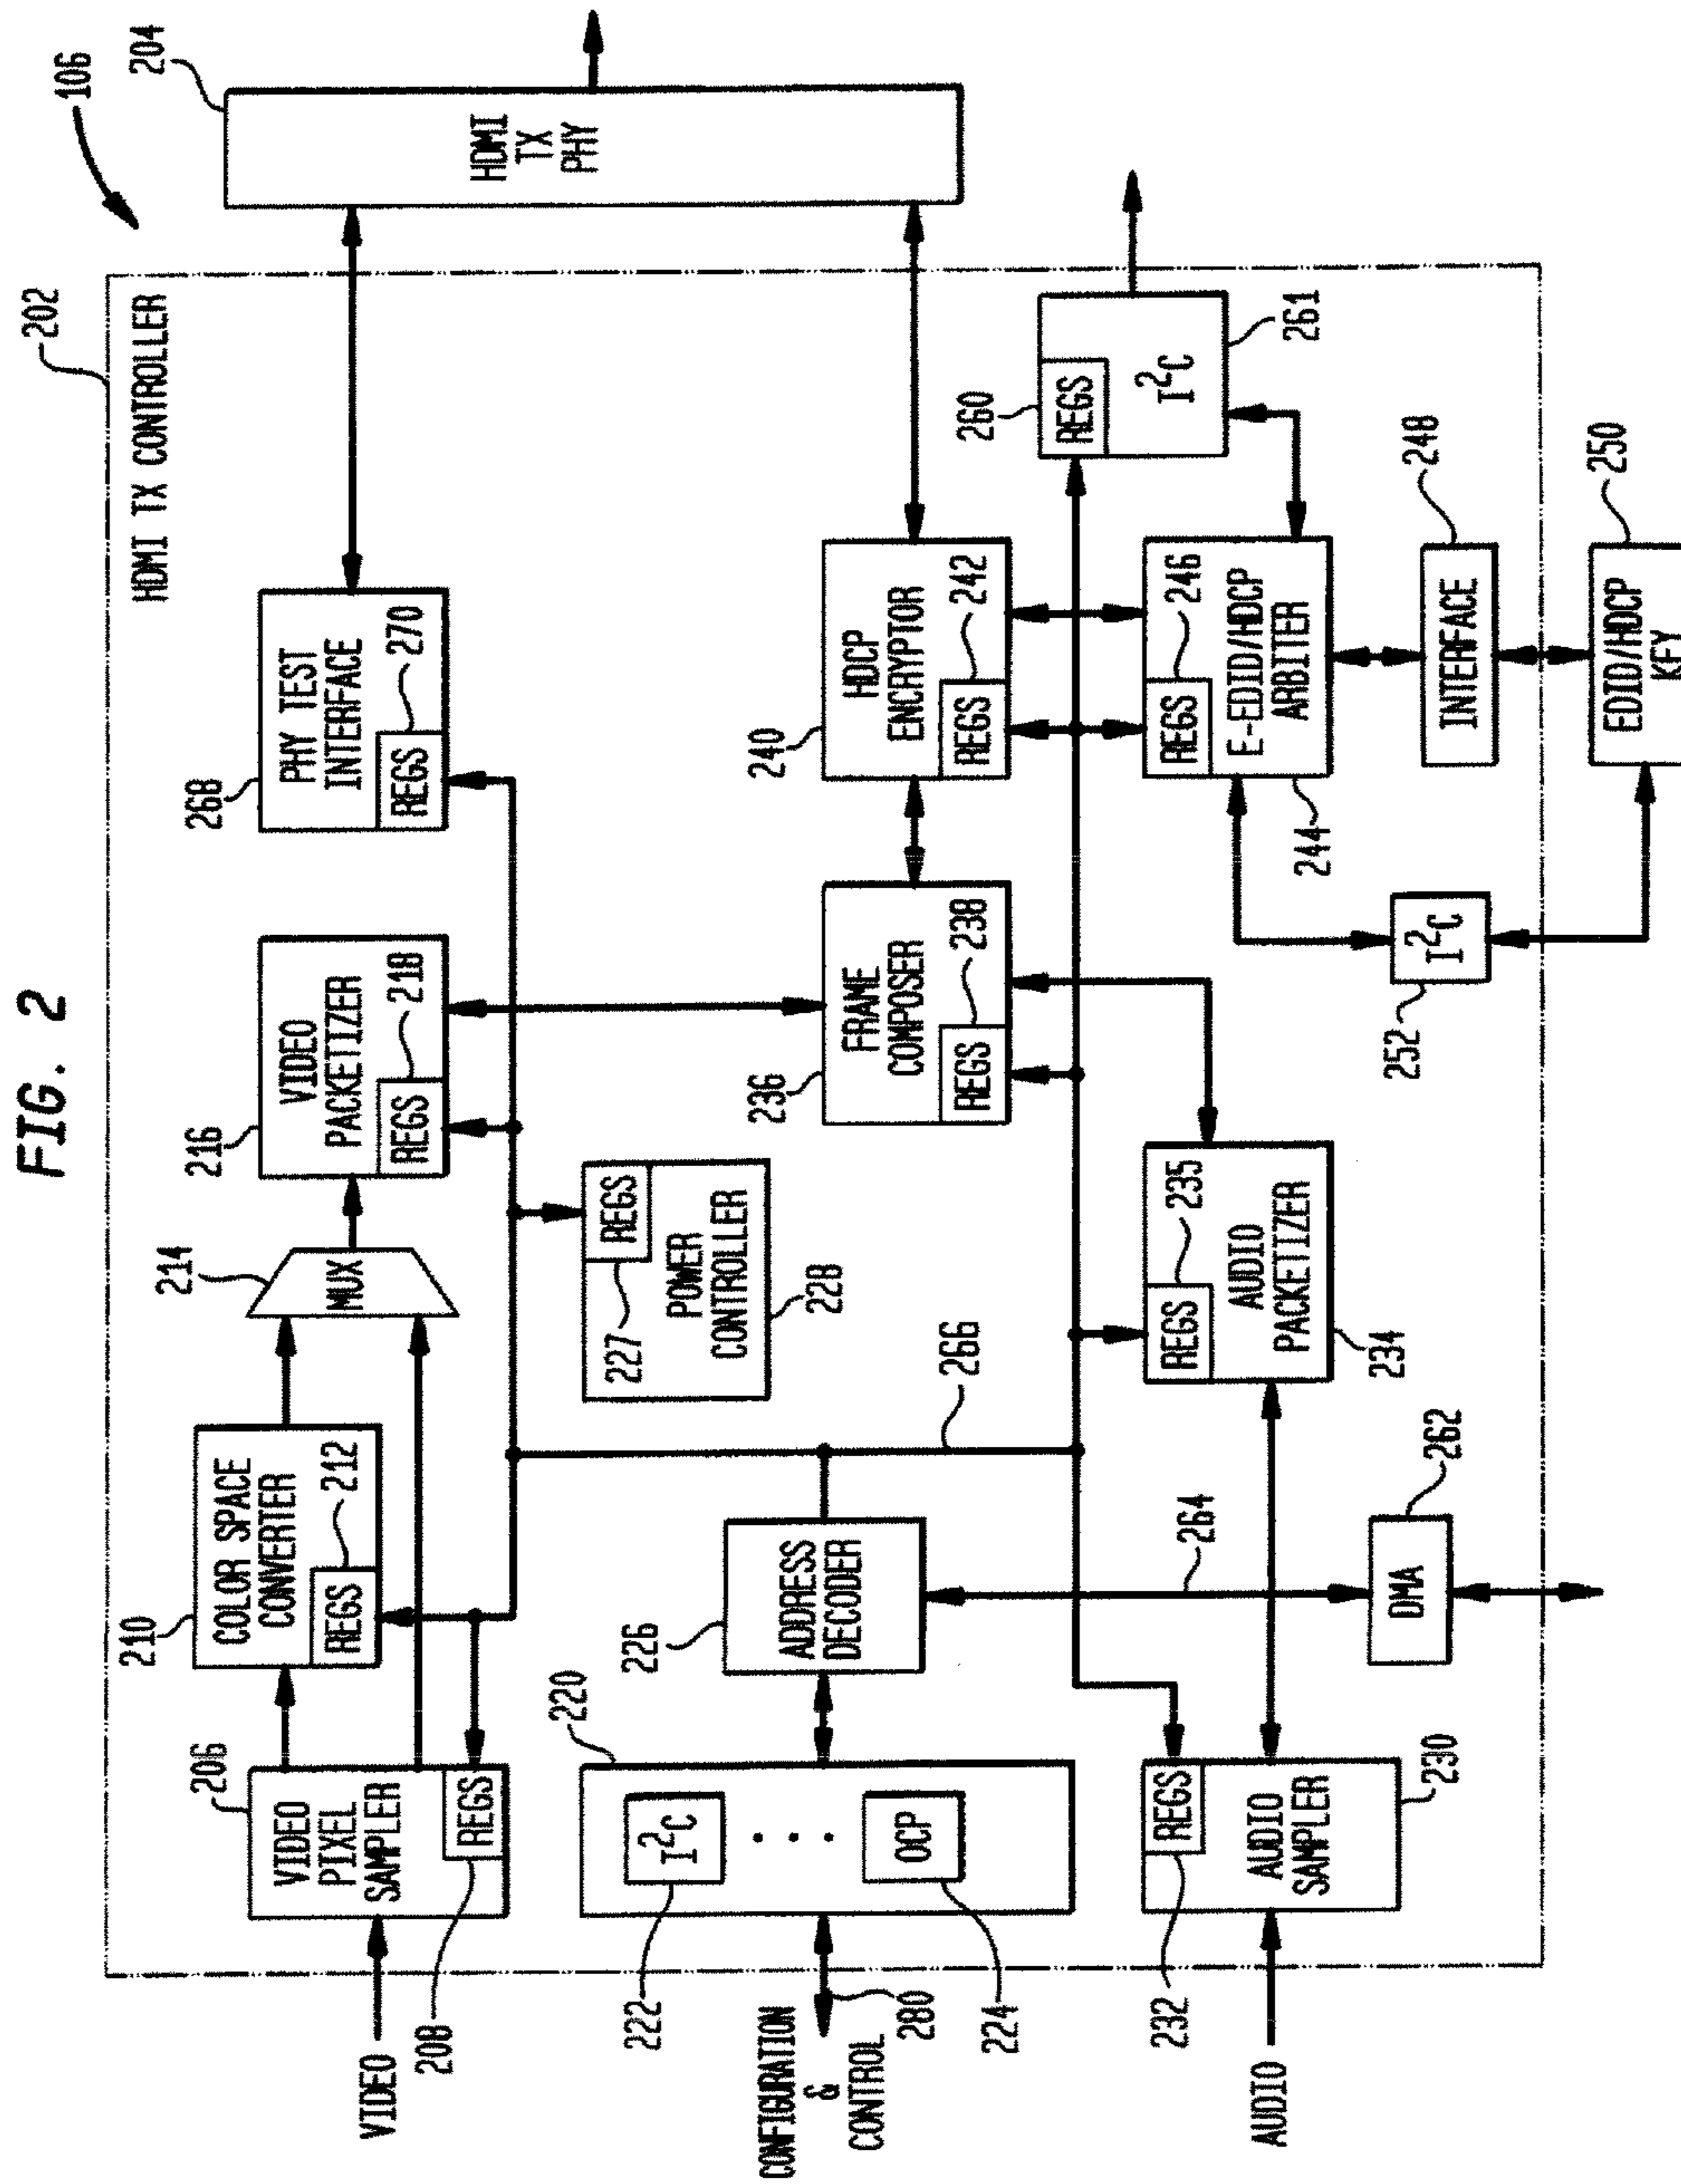 FIG. 2
106
202
204
HDMI TX CONTROLLER
HDMI
TX
PHY
VIDEO
206
VIDEO
PIXEL
SAMPLER
REGS
208
210
COLOR SPACE
CONVERTER
REGS
212
214
MUX
216
VIDEO
PACKETIZER
REGS
218
268
PHY TEST
INTERFACE
REGS
270
227
REGS
POWER
CONTROLLER
228
CONFIGURATION
&
CONTROL
280
220
I²C
222
OCP
224
226
ADDRESS
DECODER
266
236
FRAME
COMPOSER
REGS
238
240
HDCP
ENCRYPTOR
REGS
242
260
REGS
I²C
261
AUDIO
232
REGS
AUDIO
SAMPLER
230
264
DMA
262
REGS
235
AUDIO
PACKETIZER
234
REGS
246
E-EDID/HDCP
ARBITER
244
252
I²C
INTERFACE
248
EDID/HDCP
KEY
250